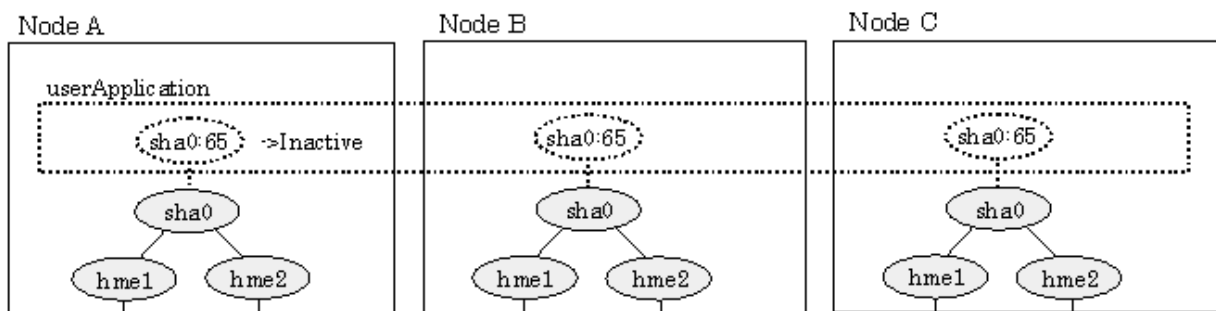 Node A
Node B
Node C
userApplication
sha0:65 ->Inactive
sha0:65
sha0:65
sha0
sha0
sha0
hme1
hme2
hme1
hme2
hme1
hme2